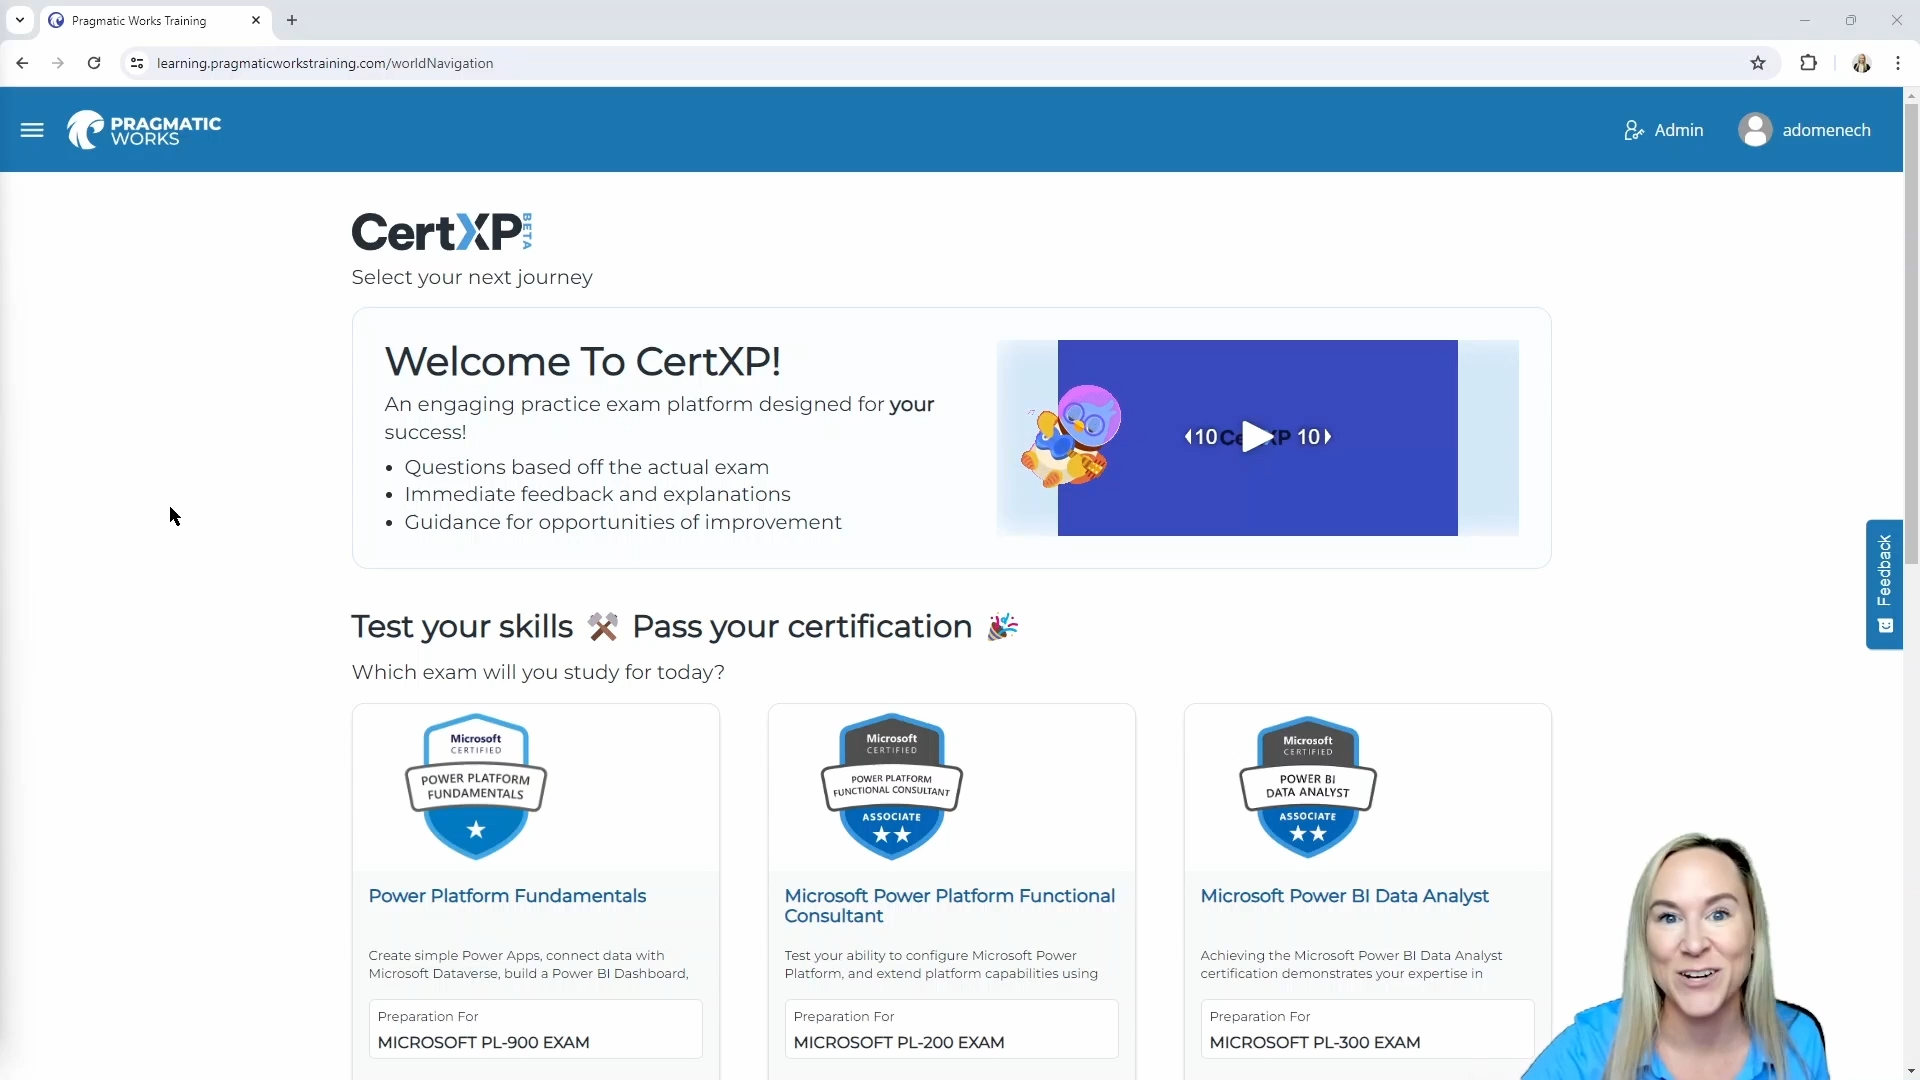 Pragmatic Works Training
learning.pragmaticworkstraining.com/worldNavigation
PRAGMATIC
WORKS
Admin
adomenech
CertXP BETA
Select your next journey
Welcome To CertXP!
An engaging practice exam platform designed for your
success!
• Questions based off the actual exam
• Immediate feedback and explanations
• Guidance for opportunities of improvement
10 10
Feedback
Test your skills ⚒️ Pass your certification 🎉
Which exam will you study for today?
Microsoft
CERTIFIED
POWER PLATFORM
FUNDAMENTALS
Power Platform Fundamentals
Create simple Power Apps, connect data with
Microsoft Dataverse, build a Power BI Dashboard,
Preparation For
MICROSOFT PL-900 EXAM
Microsoft
CERTIFIED
POWER PLATFORM
FUNCTIONAL CONSULTANT
ASSOCIATE
Microsoft Power Platform Functional
Consultant
Test your ability to configure Microsoft Power
Platform, and extend platform capabilities using
Preparation For
MICROSOFT PL-200 EXAM
Microsoft
CERTIFIED
POWER BI
DATA ANALYST
ASSOCIATE
Microsoft Power BI Data Analyst
Achieving the Microsoft Power BI Data Analyst
certification demonstrates your expertise in
Preparation For
MICROSOFT PL-300 EXAM